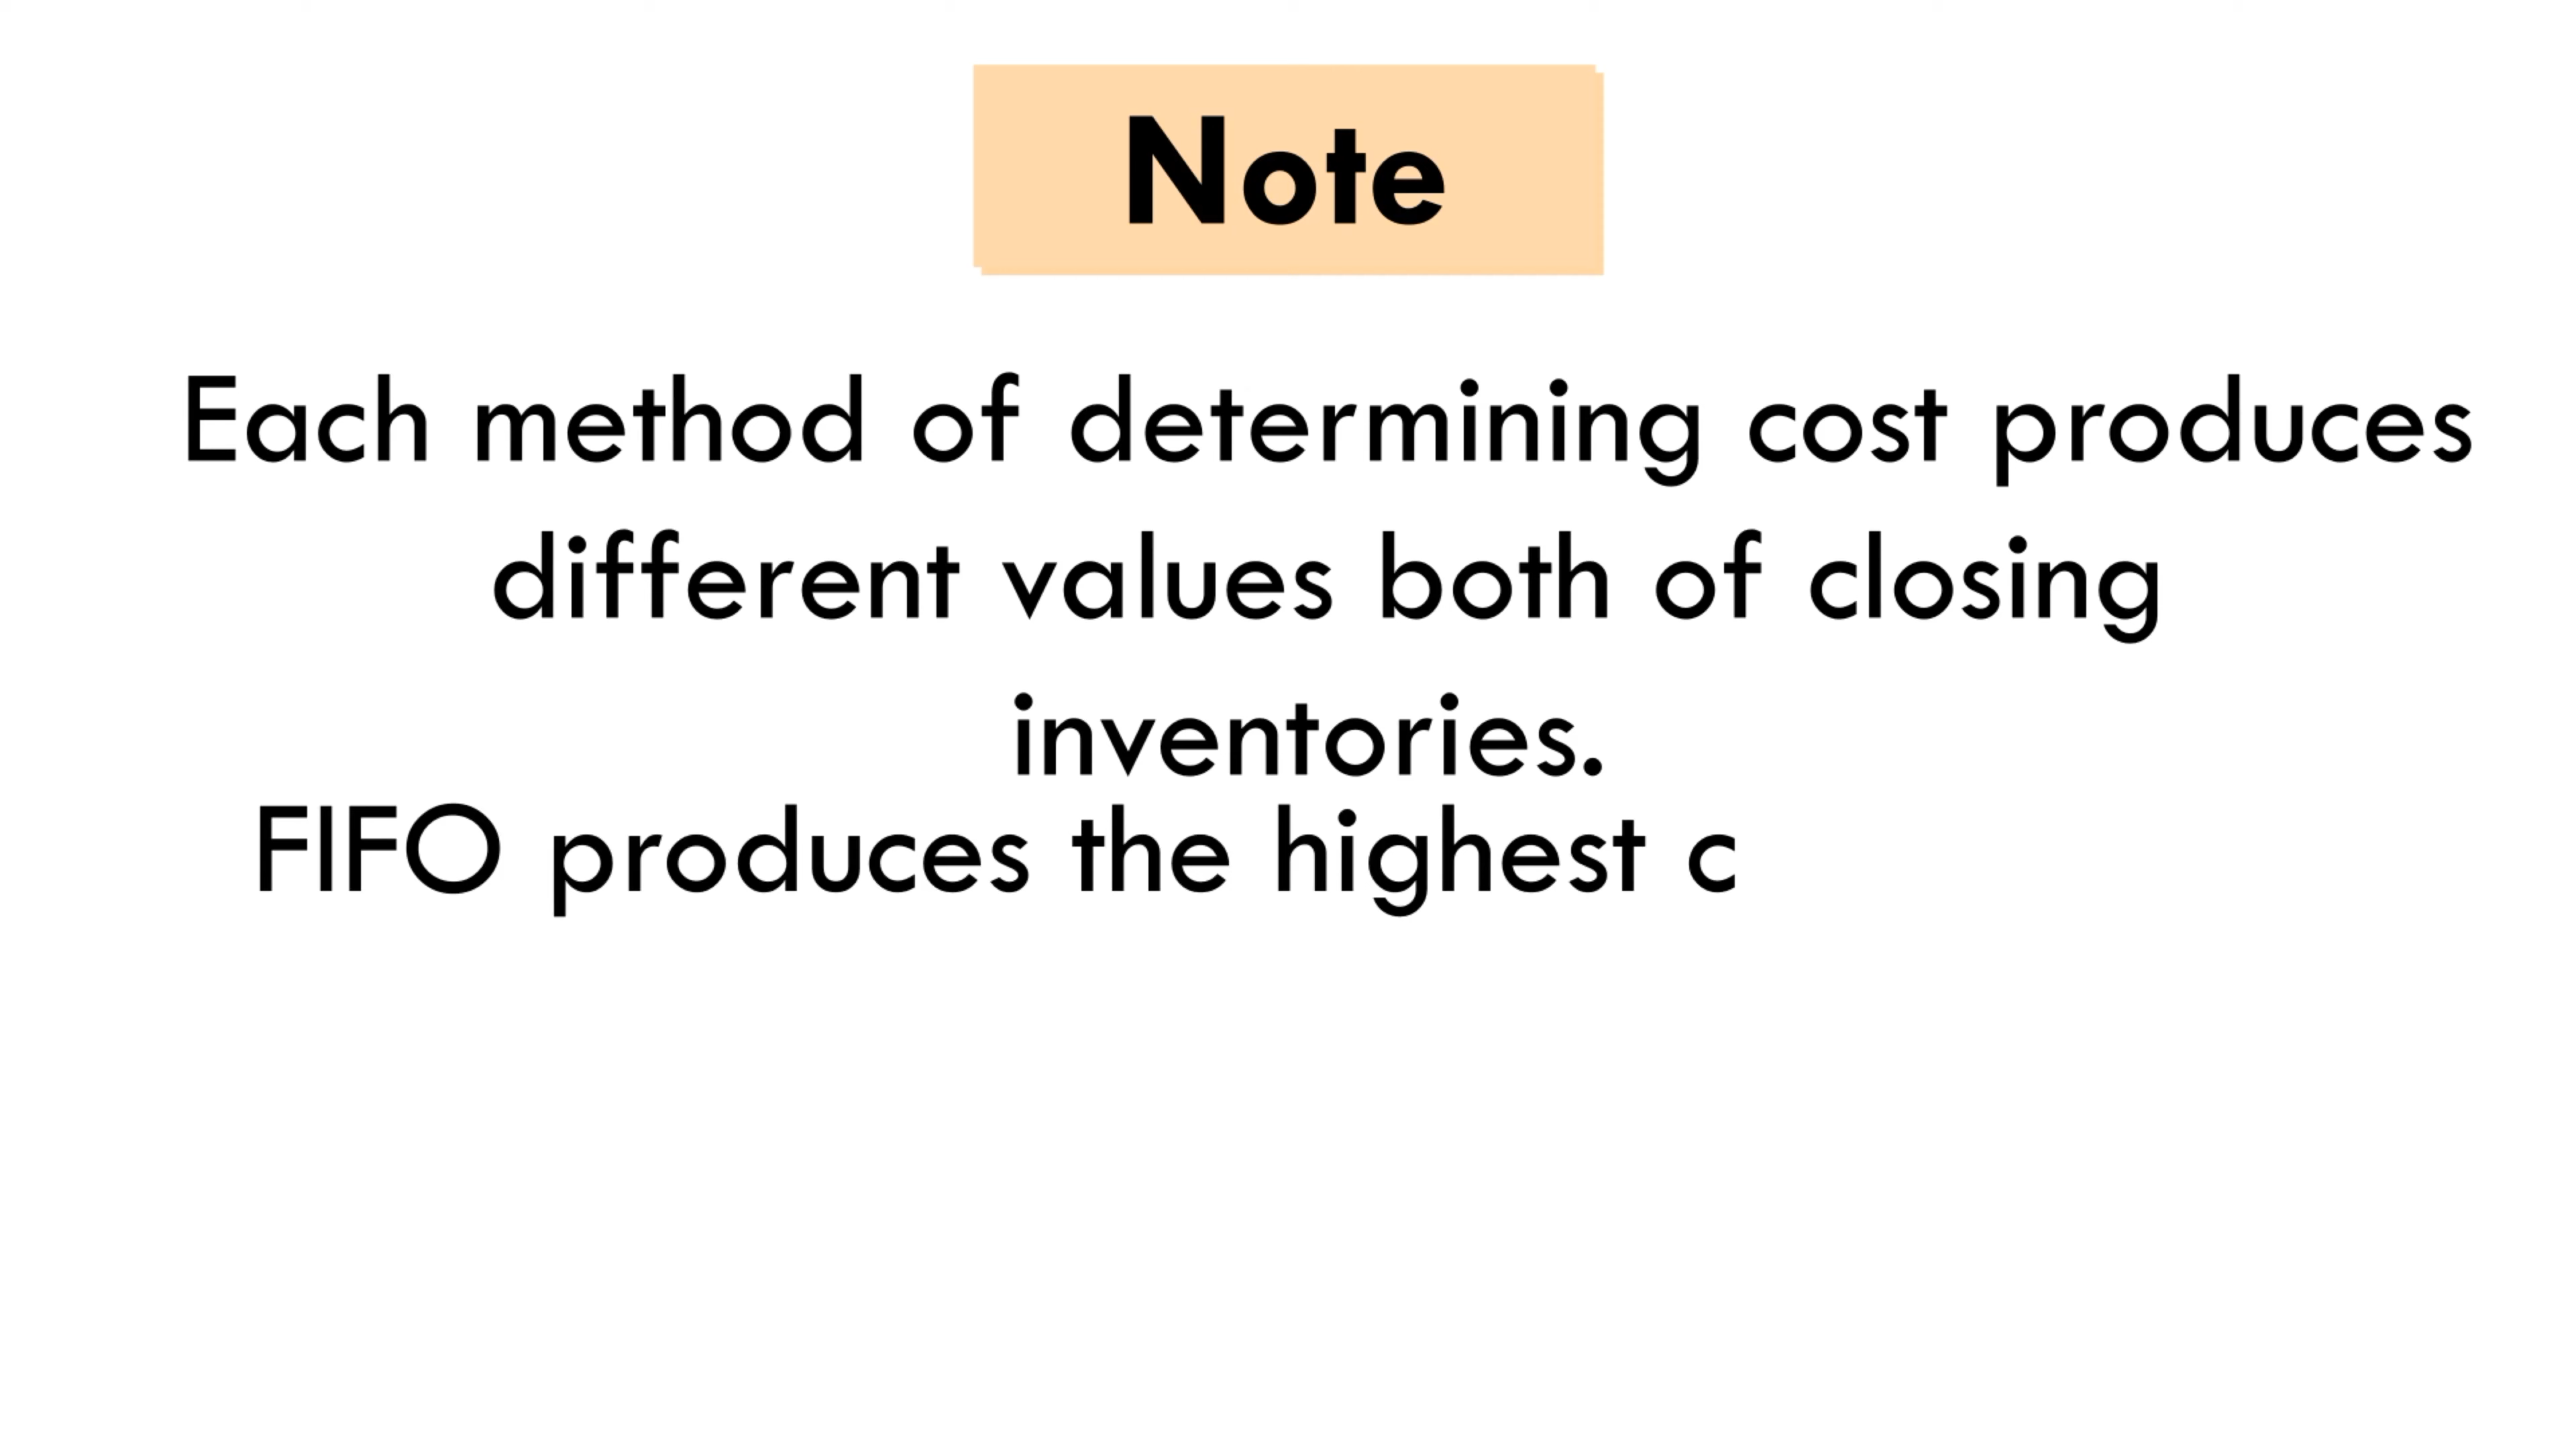 Note
Each method of determining cost produces
different values both of closing
inventories.
FIFO produces the highest c